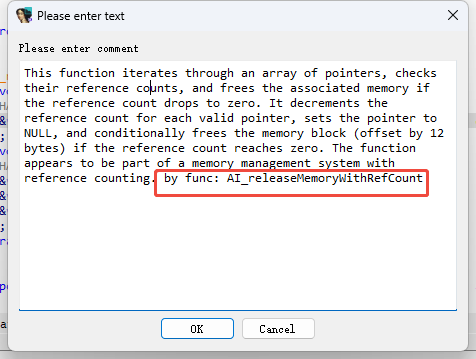 Please enter text
Please enter comment
This function iterates through an array of pointers, checks
their reference counts, and frees the associated memory if
the reference count drops to zero. It decrements the
reference count for each valid pointer, sets the pointer to
NULL, and conditionally frees the memory block (offset by 12
bytes) if the reference count reaches zero. The function
appears to be part of a memory management system with
reference counting. by func: AI_releaseMemoryWithRefCount
OK
Cancel